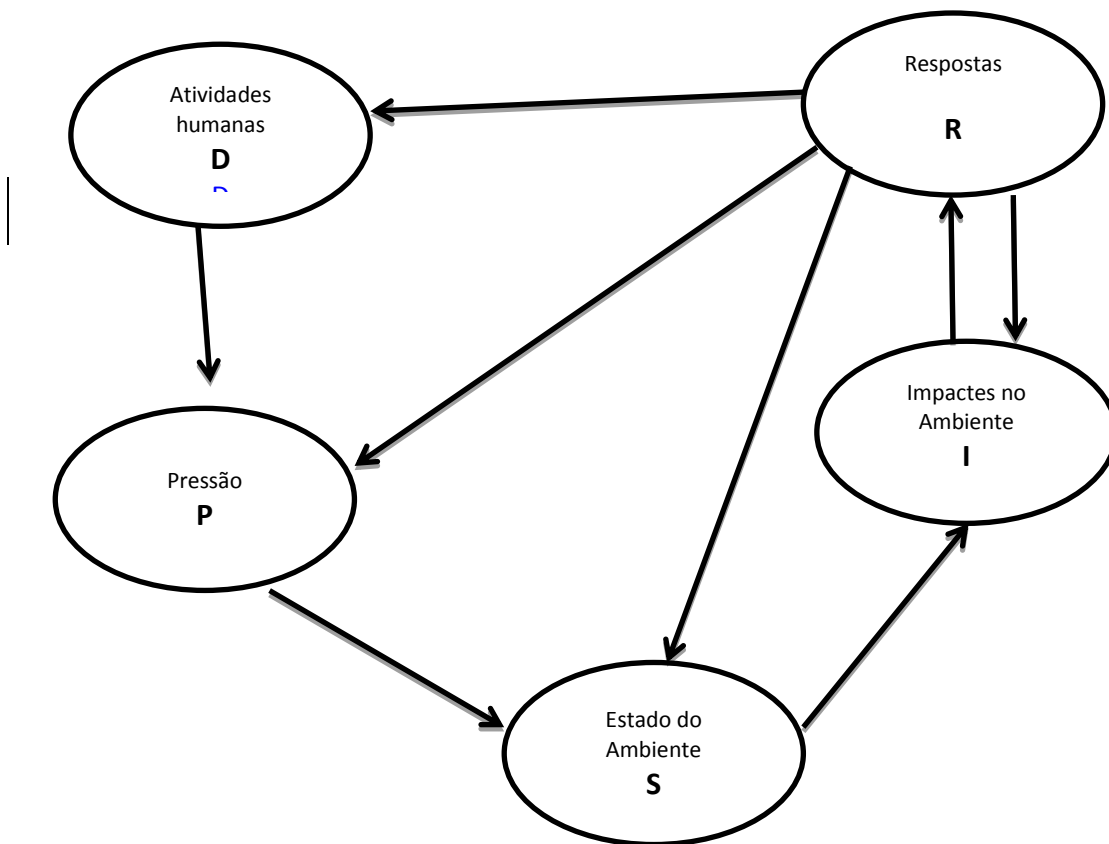 Atividades
humanas
D
Respostas
R
Pressão
P
Impactes no
Ambiente
I
Estado do
Ambiente
S